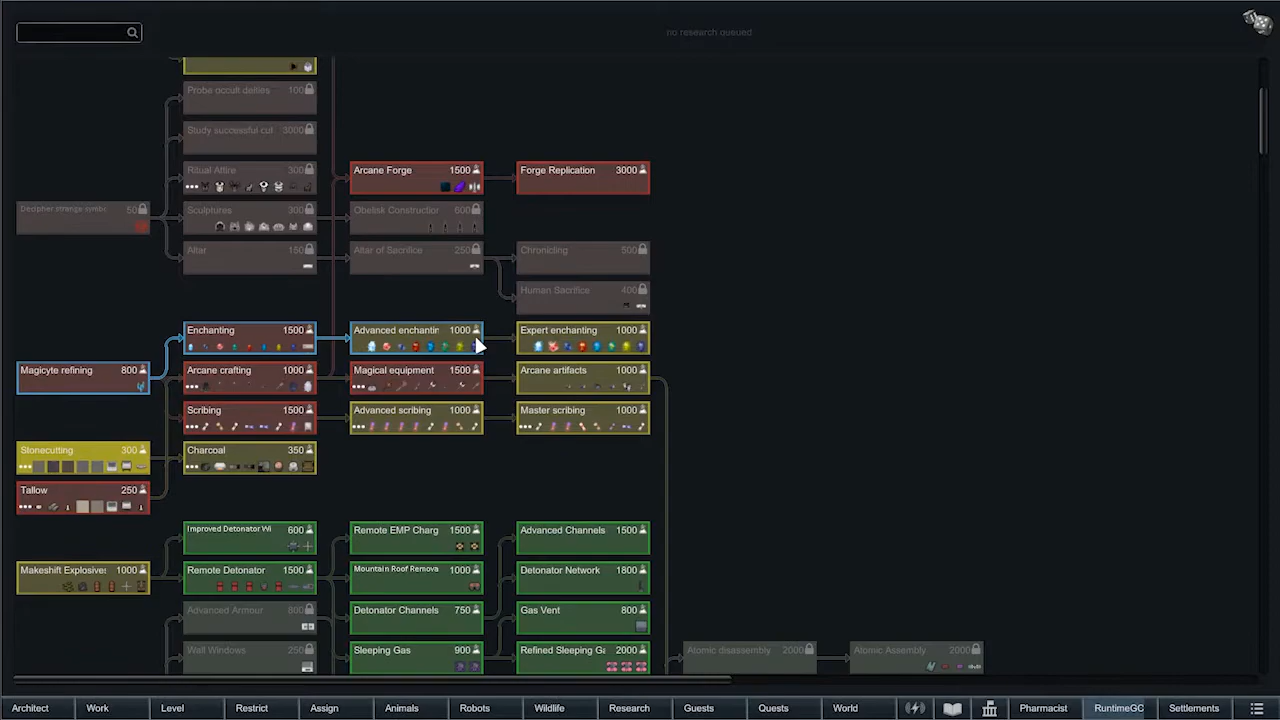 no research queued
Probe occult deities 100
Study successful cul 3000
Ritual Attire 300
Arcane Forge 1500
Forge Replication 3000
Decipher strange symbo 50
Sculptures 300
Obelisk Construction 600
Altar 150
Altar of Sacrifice 250
Chronicling 500
Human Sacrifice 400
Enchanting 1500
Advanced enchantin 1000
Expert enchanting 1000
Magicyte refining 800
Arcane crafting 1000
Magical equipment 1500
Arcane artifacts 1000
Scribing 1500
Advanced scribing 1000
Master scribing 1000
Stonecutting 300
Charcoal 350
Tallow 250
Improved Detonator Wi 600
Remote EMP Charg 1500
Advanced Channels 1500
Makeshift Explosives 1000
Remote Detonator 1500
Mountain Roof Remova 1000
Detonator Network 1800
Advanced Armour 800
Detonator Channels 750
Gas Vent 800
Wall Windows 250
Sleeping Gas 900
Refined Sleeping Ga 2000
Atomic disassembly 2000
Atomic Assembly 2000
Architect Work Level Restrict Assign Animals Robots Wildlife Research Guests Quests World Pharmacist RuntimeGC Settlements